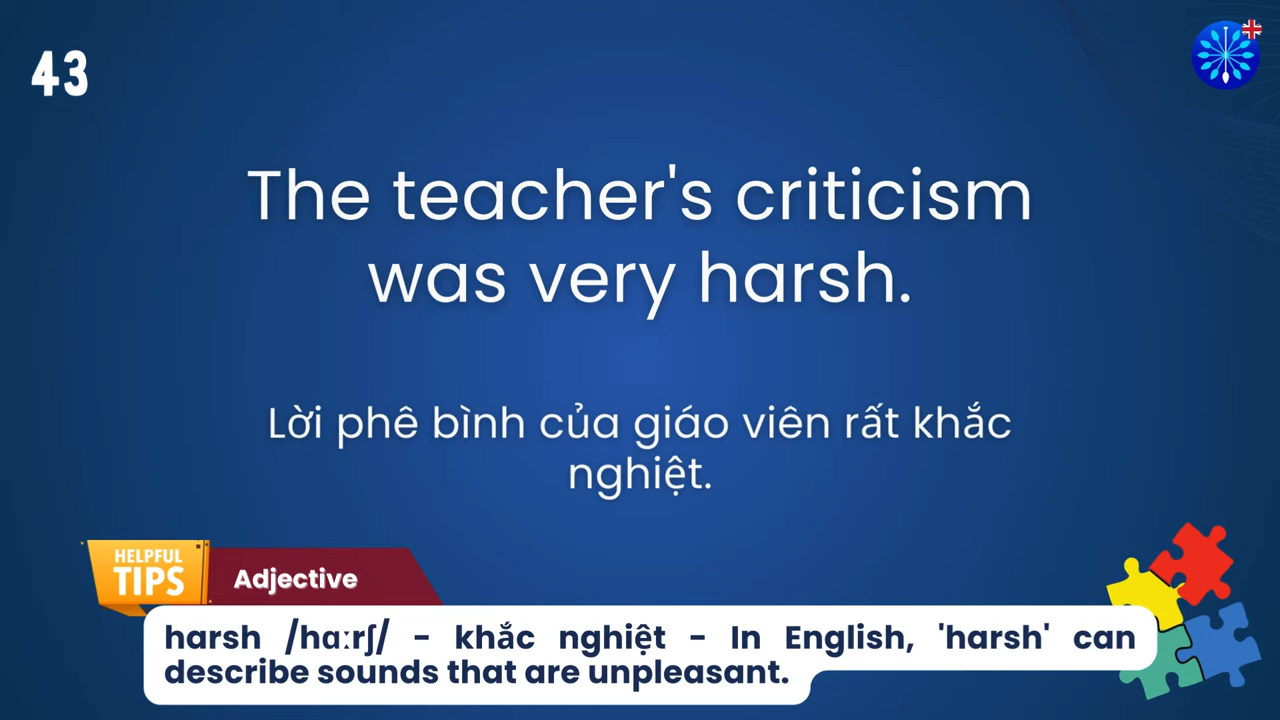 43
The teacher's criticism
was very harsh.
Lời phê bình của giáo viên rất khắc
nghiệt.
HELPFUL
TIPS
Adjective
harsh /hɑːrʃ/ - khắc nghiệt - In English, 'harsh' can
describe sounds that are unpleasant.